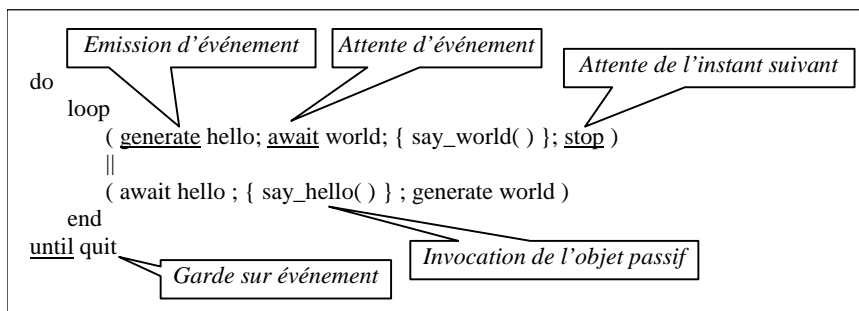 Emission d'événement
Attente d'événement
Attente de l'instant suivant
do
loop
( generate hello; await world; { say_world( ) }; stop )
||
( await hello ; { say_hello( ) } ; generate world )
end
until quit
Invocation de l'objet passif
Garde sur événement